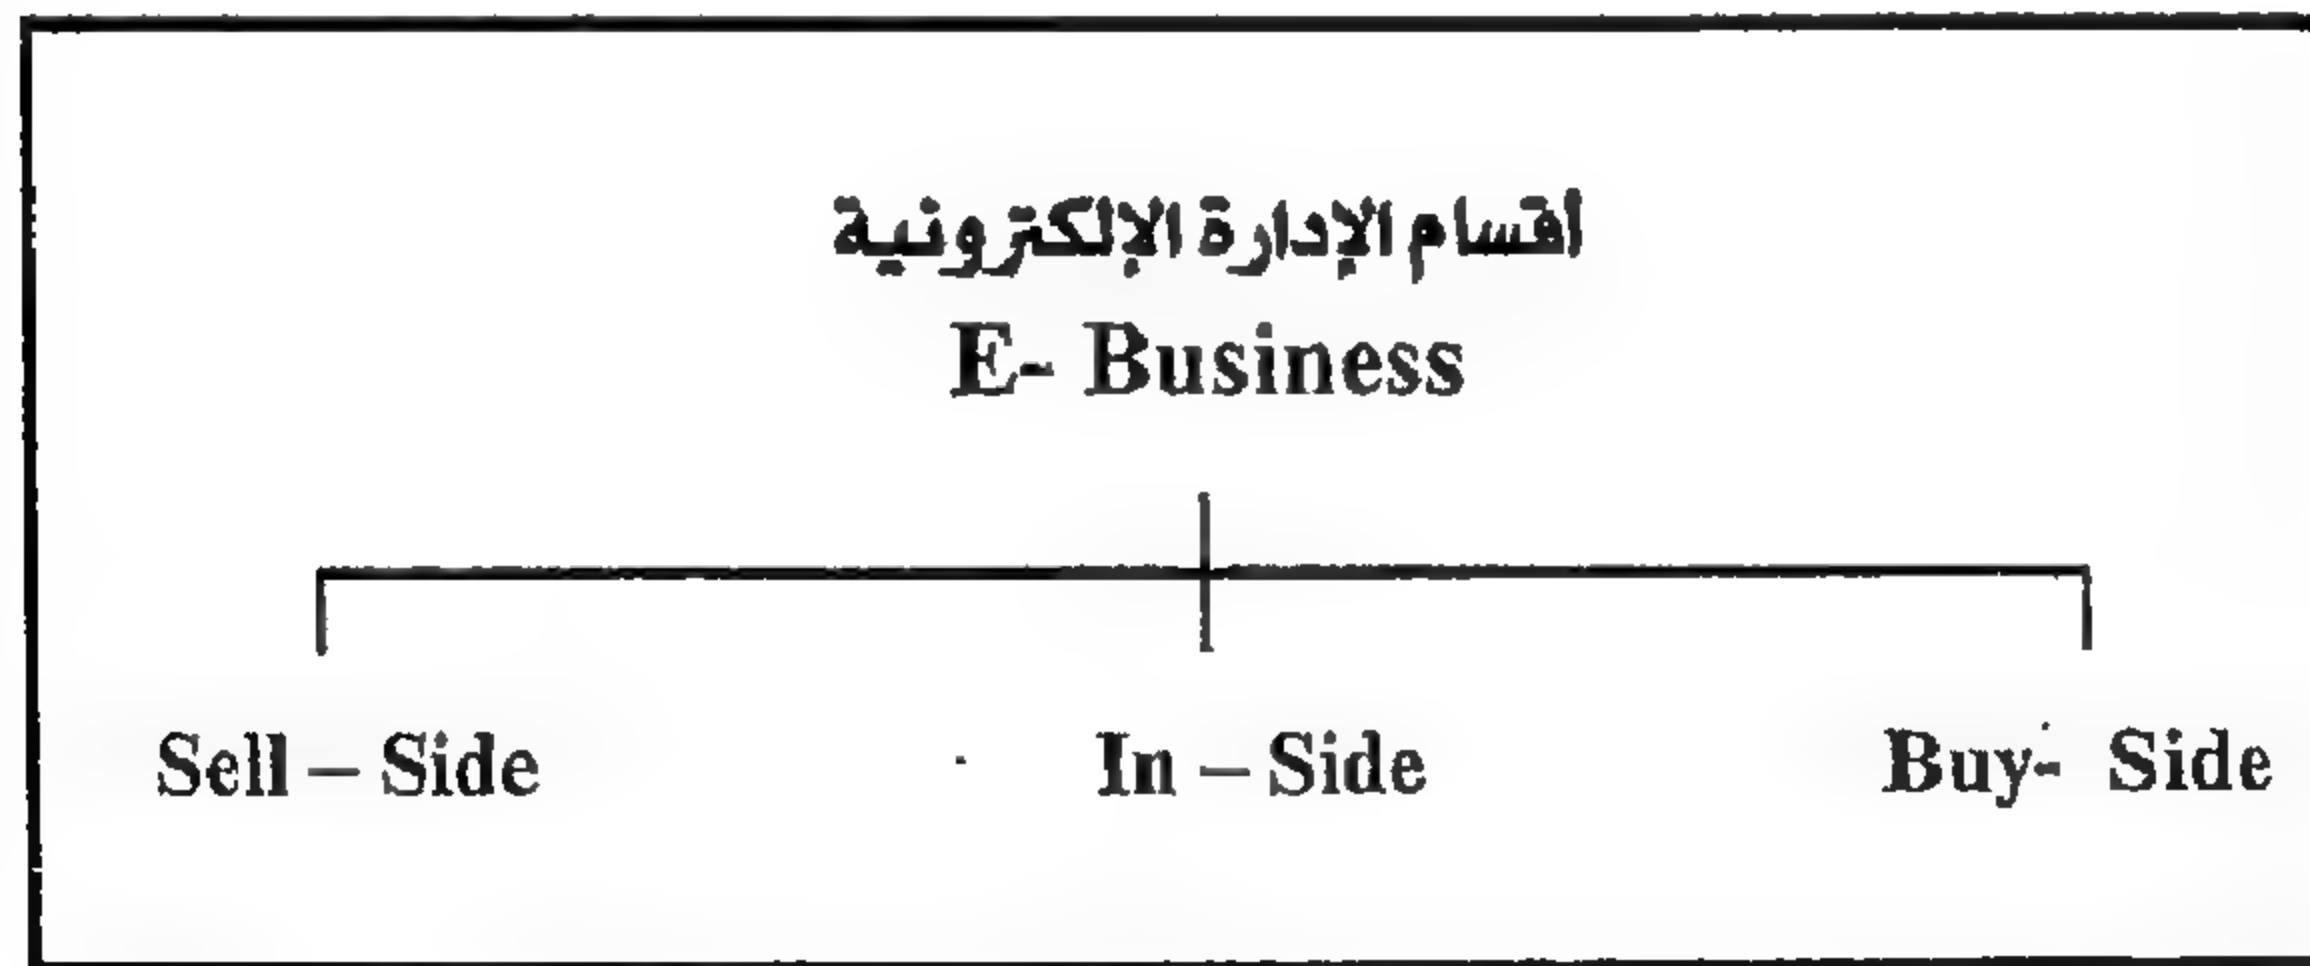 أقسام الإدارة الإلكترونية
E- Business
Sell – Side In – Side Buy- Side